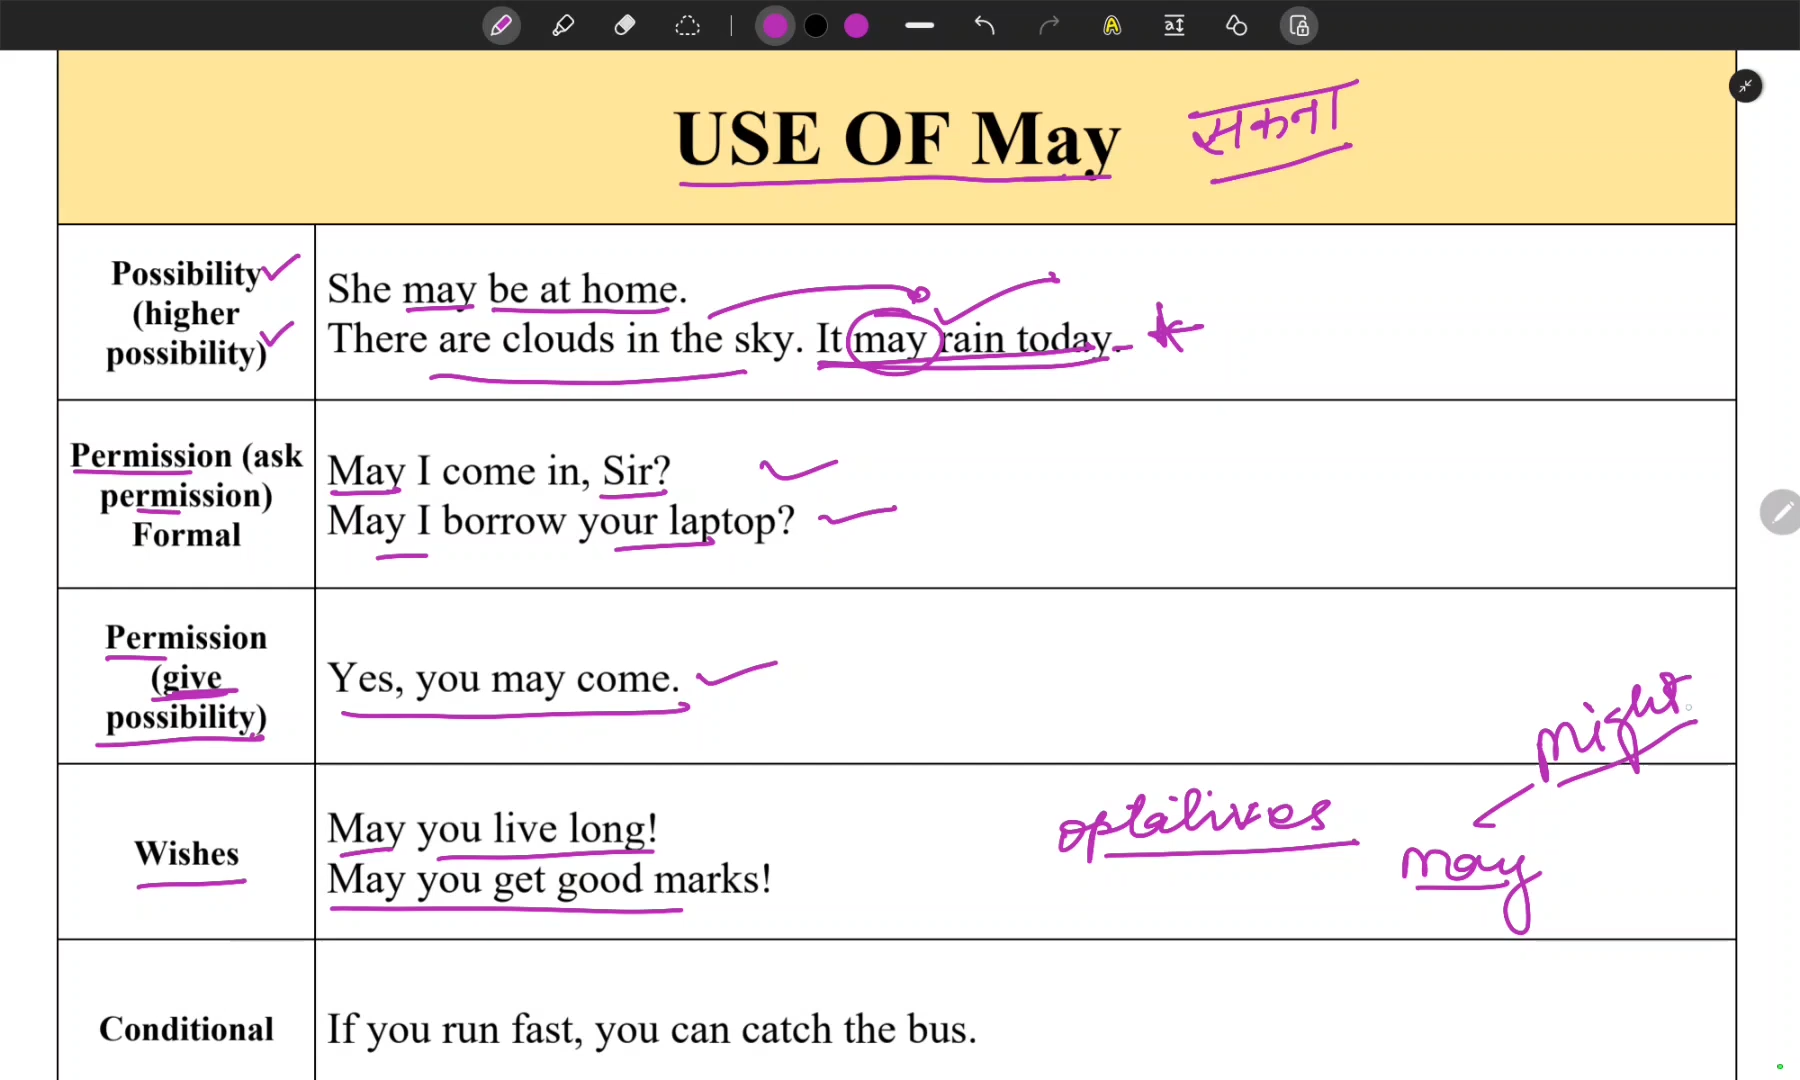 USE OF May सकना
Possibility
(higher
possibility)
She may be at home.
There are clouds in the sky. It may rain today.
Permission (ask
permission)
Formal
May I come in, Sir?
May I borrow your laptop?
Permission
(give
possibility)
Yes, you may come.
might
Wishes
May you live long!
May you get good marks!
optatives
may
Conditional
If you run fast, you can catch the bus.